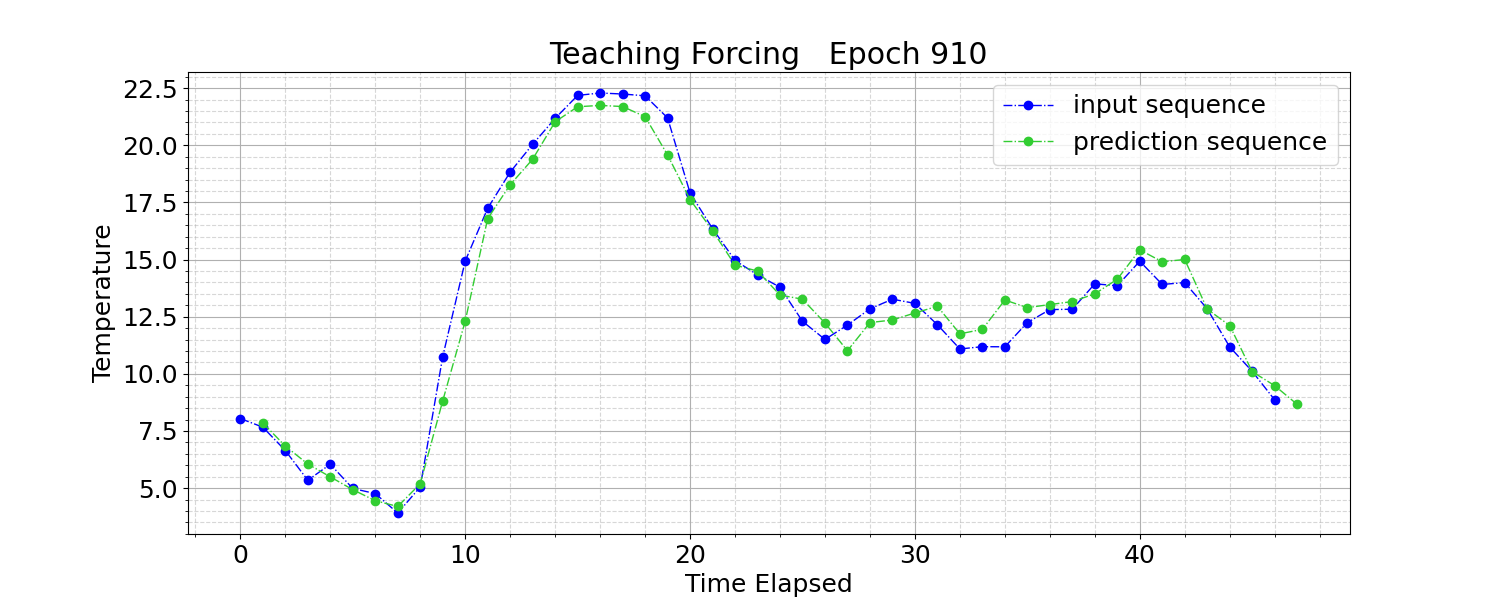 Teaching Forcing   Epoch 910
input sequence
prediction sequence
22.5
20.0
17.5
15.0
12.5
10.0
7.5
5.0
Temperature
0 10 20 30 40
Time Elapsed